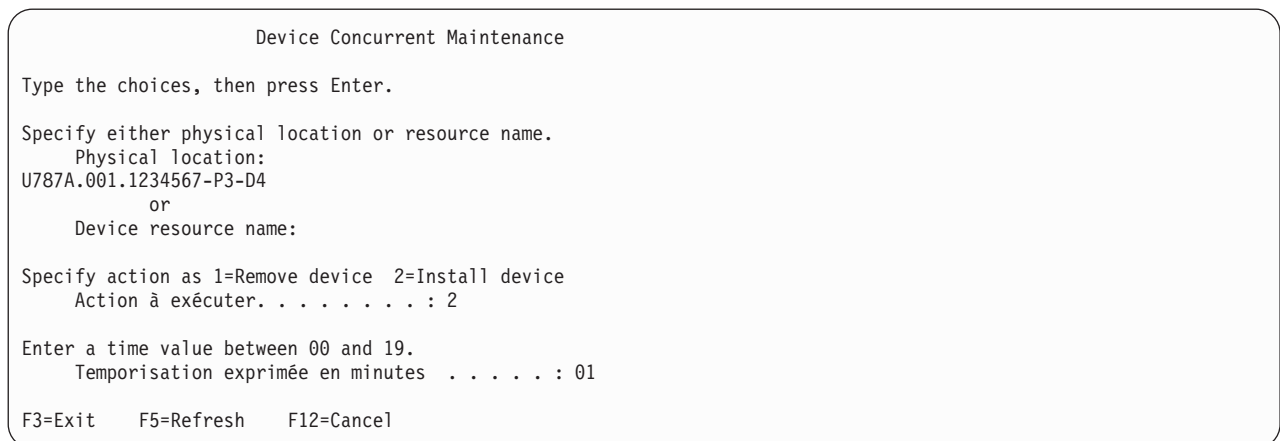 Device Concurrent Maintenance
Type the choices, then press Enter.
Specify either physical location or resource name.
Physical location:
U787A.001.1234567-P3-D4
or
Device resource name:
Specify action as 1=Remove device 2=Install device
Action à exécuter. . . . . . . . : 2
Enter a time value between 00 and 19.
Temporisation exprimée en minutes . . . . . : 01
F3=Exit F5=Refresh F12=Cancel